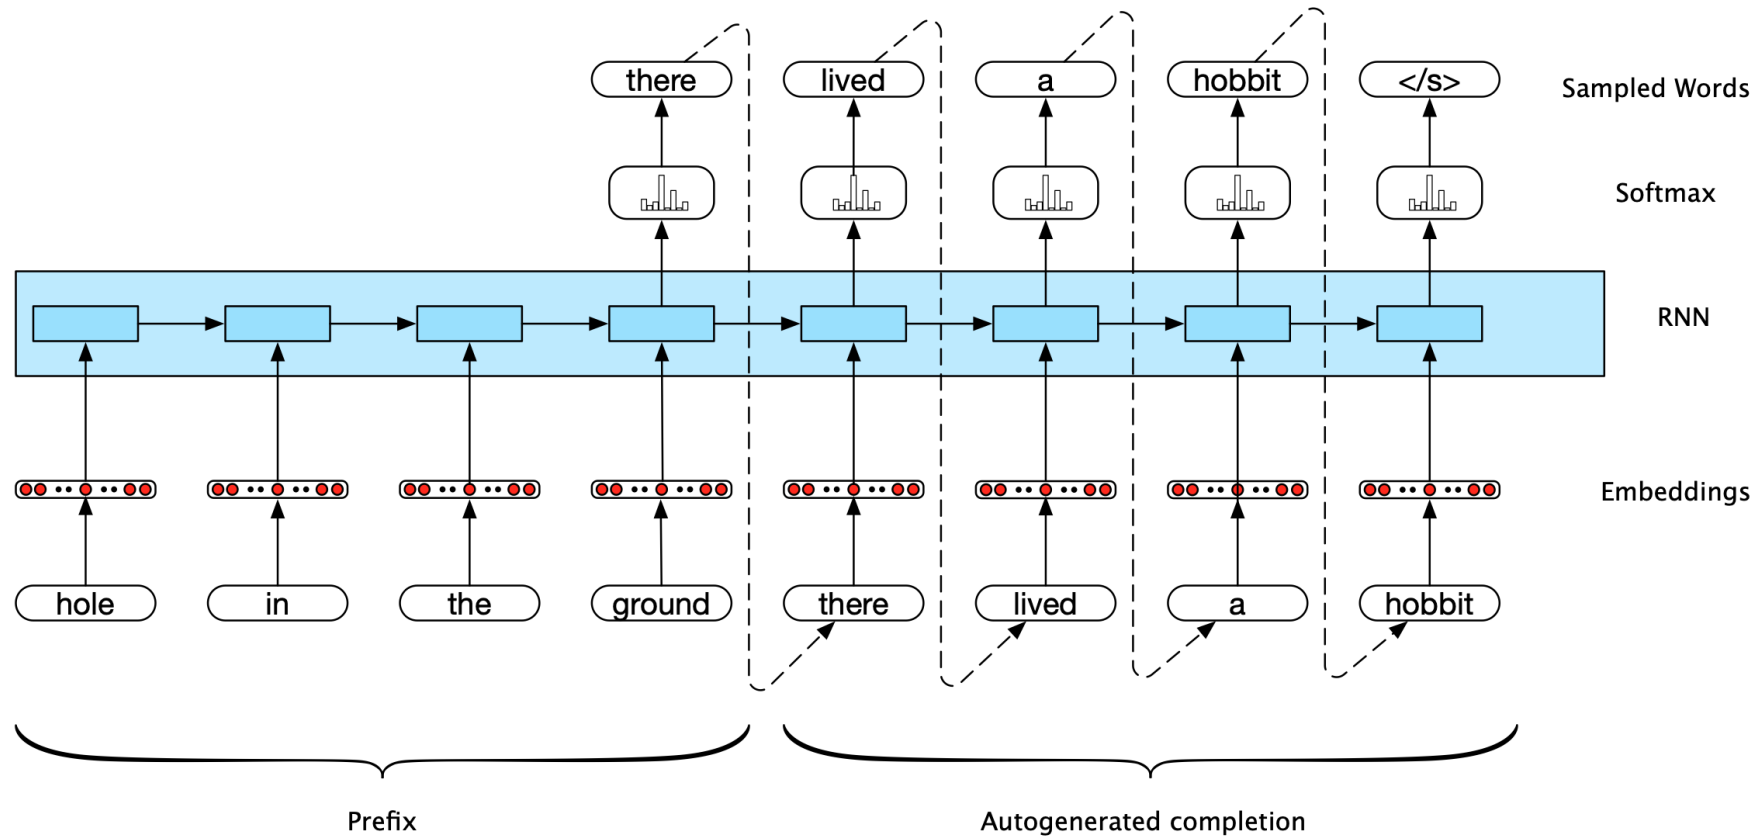 there lived a hobbit </s> Sampled Words
Softmax
RNN
Embeddings
hole in the ground there lived a hobbit
Prefix Autogenerated completion